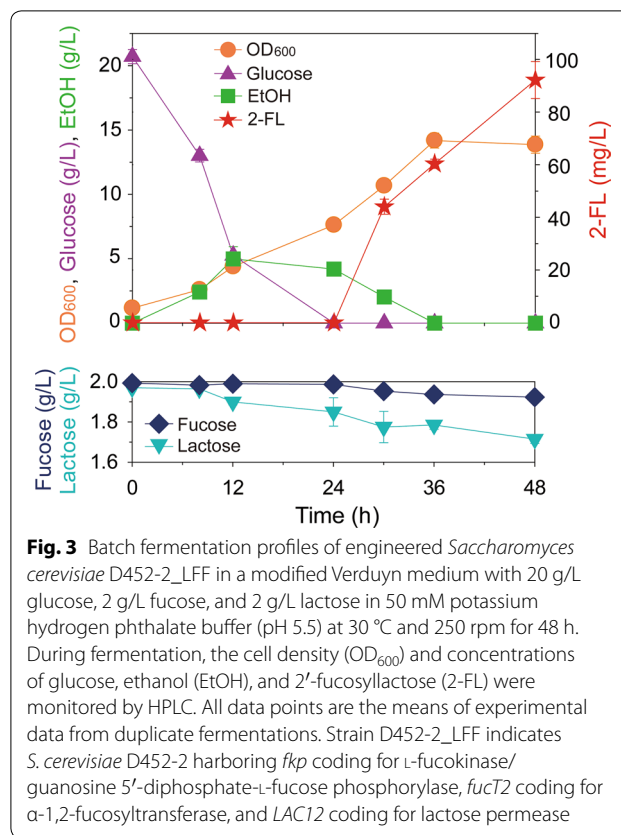 OD600, Glucose (g/L), EtOH (g/L)
20
15
10
5
0
OD600
Glucose
EtOH
2-FL
100
80
60
40
20
0
2-FL (mg/L)
0 12 24 36 48
Fucose (g/L)
Lactose (g/L)
2.0
1.8
1.6
Fucose
Lactose
0 12 24 36 48
Time (h)
Fig. 3 Batch fermentation profiles of engineered Saccharomyces
cerevisiae D452-2_LFF in a modified Verduyn medium with 20 g/L
glucose, 2 g/L fucose, and 2 g/L lactose in 50 mM potassium
hydrogen phthalate buffer (pH 5.5) at 30 °C and 250 rpm for 48 h.
During fermentation, the cell density (OD600) and concentrations
of glucose, ethanol (EtOH), and 2′-fucosyllactose (2-FL) were
monitored by HPLC. All data points are the means of experimental
data from duplicate fermentations. Strain D452-2_LFF indicates
S. cerevisiae D452-2 harboring fkp coding for L-fucokinase/
guanosine 5′-diphosphate-L-fucose phosphorylase, fucT2 coding for
α-1,2-fucosyltransferase, and LAC12 coding for lactose permease